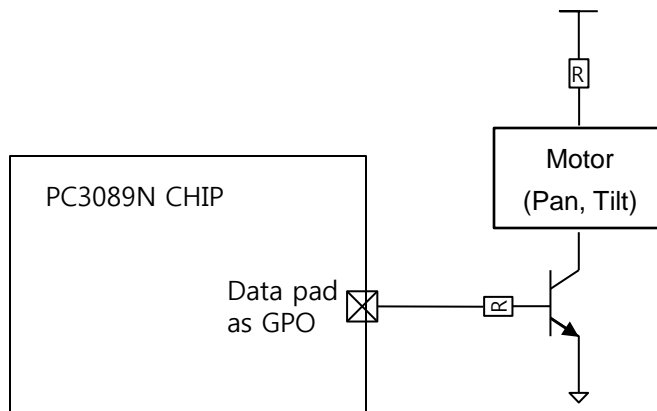 R
Motor
(Pan, Tilt)
PC3089N CHIP
Data pad
as GPO
R